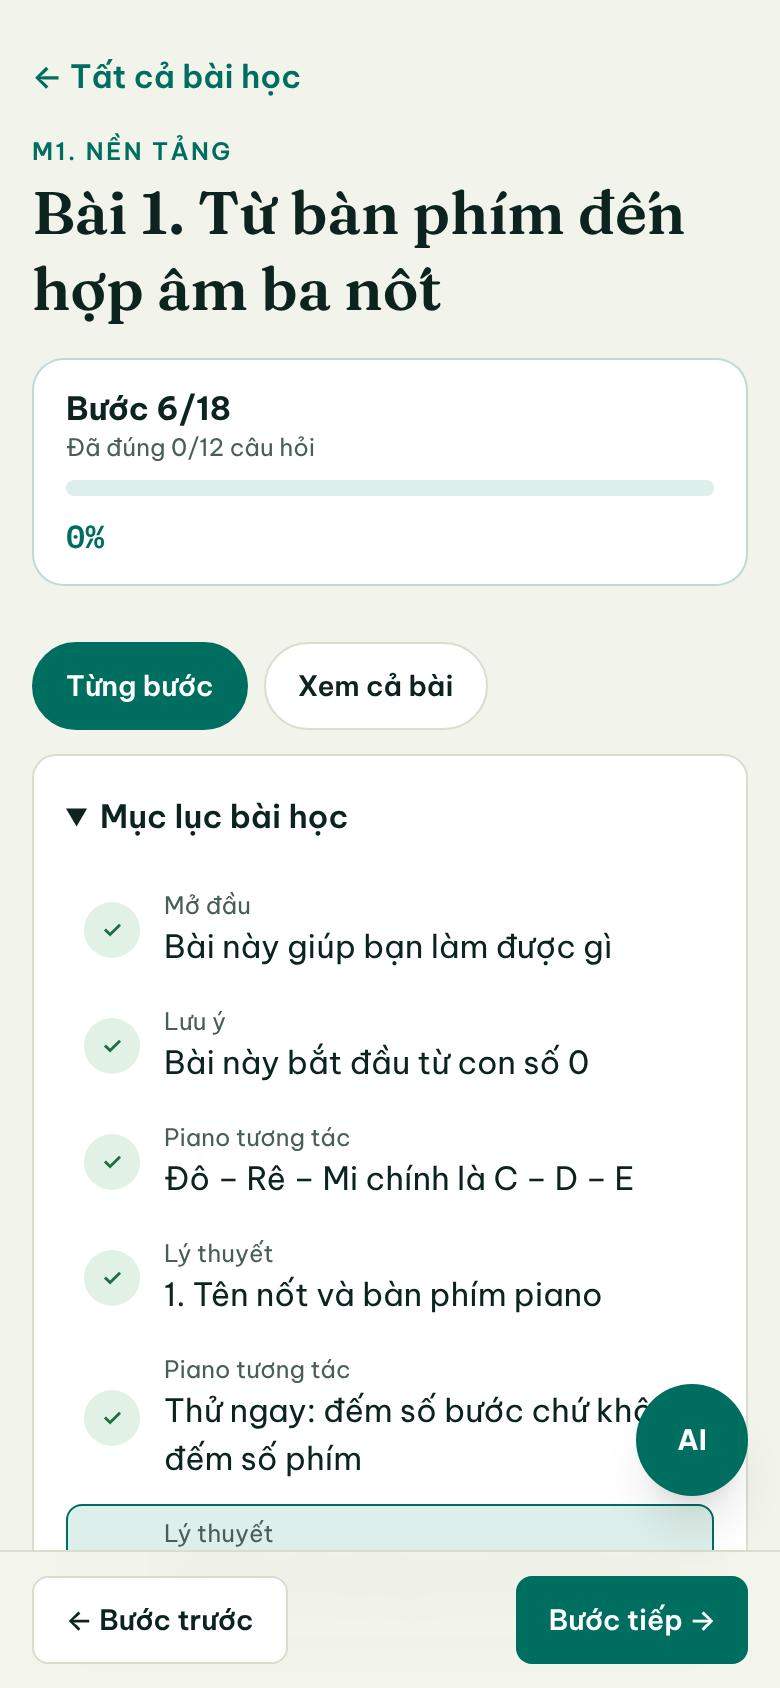 ← Tất cả bài học
M1. NỀN TẢNG
Bài 1. Từ bàn phím đến
hợp âm ba nốt
Bước 6/18
Đã đúng 0/12 câu hỏi
0%
Từng bước
Xem cả bài
▼ Mục lục bài học
Mở đầu
Bài này giúp bạn làm được gì
Lưu ý
Bài này bắt đầu từ con số 0
Piano tương tác
Đô – Rê – Mi chính là C – D – E
Lý thuyết
1. Tên nốt và bàn phím piano
Piano tương tác
Thử ngay: đếm số bước chứ
đếm số phím
AI
Lý thuyết
← Bước trước
Bước tiếp →